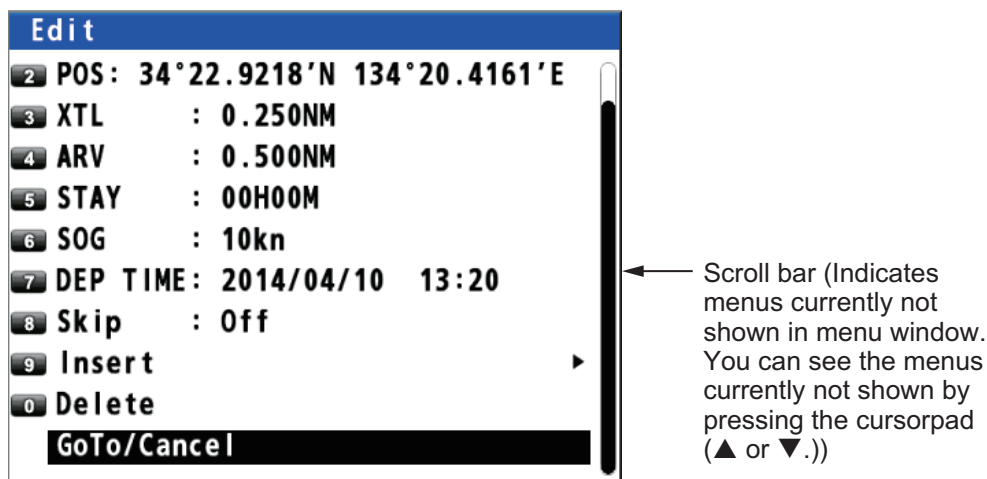 Edit
2 POS: 34°22.9218'N 134°20.4161'E
3 XTL : 0.250NM
4 ARV : 0.500NM
5 STAY : 00H00M
6 SOG : 10kn
7 DEP TIME: 2014/04/10 13:20
8 Skip : Off
9 Insert ▶
0 Delete
GoTo/Cancel
Scroll bar (Indicates
menus currently not
shown in menu window.
You can see the menus
currently not shown by
pressing the cursorpad
(▲ or ▼.))